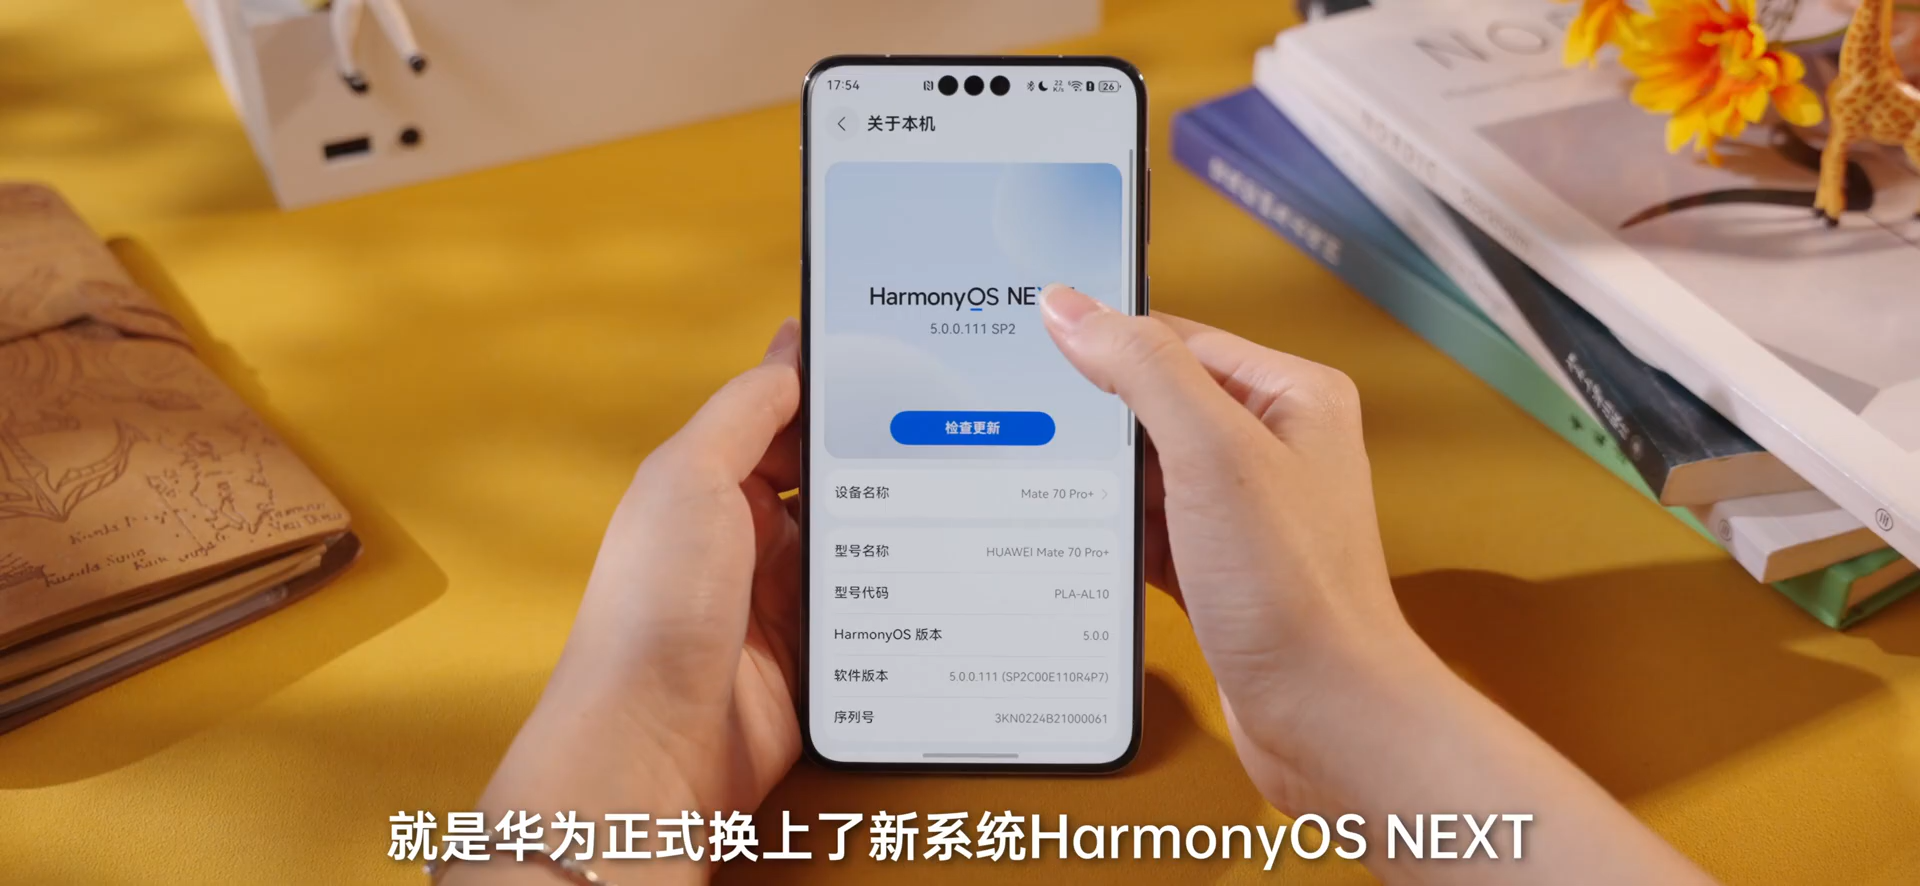 17:54
22
K/s
26
关于本机
HarmonyOS NE
5.0.0.111 SP2
检查更新
设备名称 Mate 70 Pro+
型号名称 HUAWEI Mate 70 Pro+
型号代码 PLA-AL10
HarmonyOS 版本 5.0.0
软件版本 5.0.0.111 (SP2C00E110R4P7)
序列号 3KN0224B21000061
NORDIC
就是华为正式换上了新系统HarmonyOS NEXT